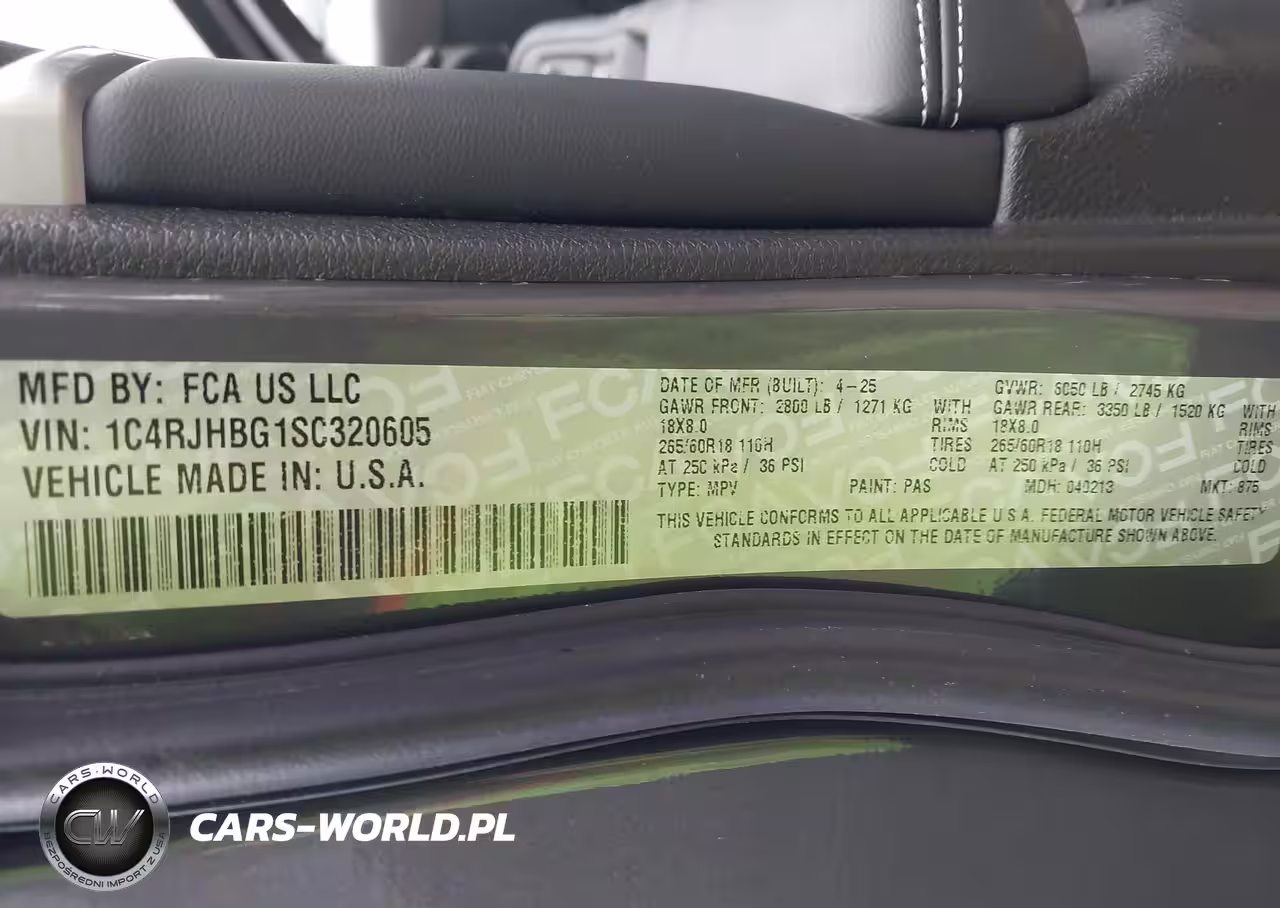 MFD BY: FCA US LLC
VIN: 1C4RJHBG1SC320605
VEHICLE MADE IN: U.S.A.
DATE OF MFR (BUILT): 4-25 GVWR: 6050 LB / 2745 KG
GAWR FRONT: 2800 LB / 1271 KG WITH GAWR REAR: 3350 LB / 1520 KG WITH
18X8.0 RIMS 18X8.0 RIMS
265/60R18 110H TIRES 265/60R18 110H TIRES
AT 250 kPa / 36 PSI COLD AT 250 kPa / 36 PSI COLD
TYPE: MPV PAINT: PAS MDH: 040213 MKT: 875
THIS VEHICLE CONFORMS TO ALL APPLICABLE U.S.A. FEDERAL MOTOR VEHICLE SAFETY
STANDARDS IN EFFECT ON THE DATE OF MANUFACTURE SHOWN ABOVE.
CARS-WORLD
CW
BEZPOŚREDNI IMPORT Z USA
CARS-WORLD.PL